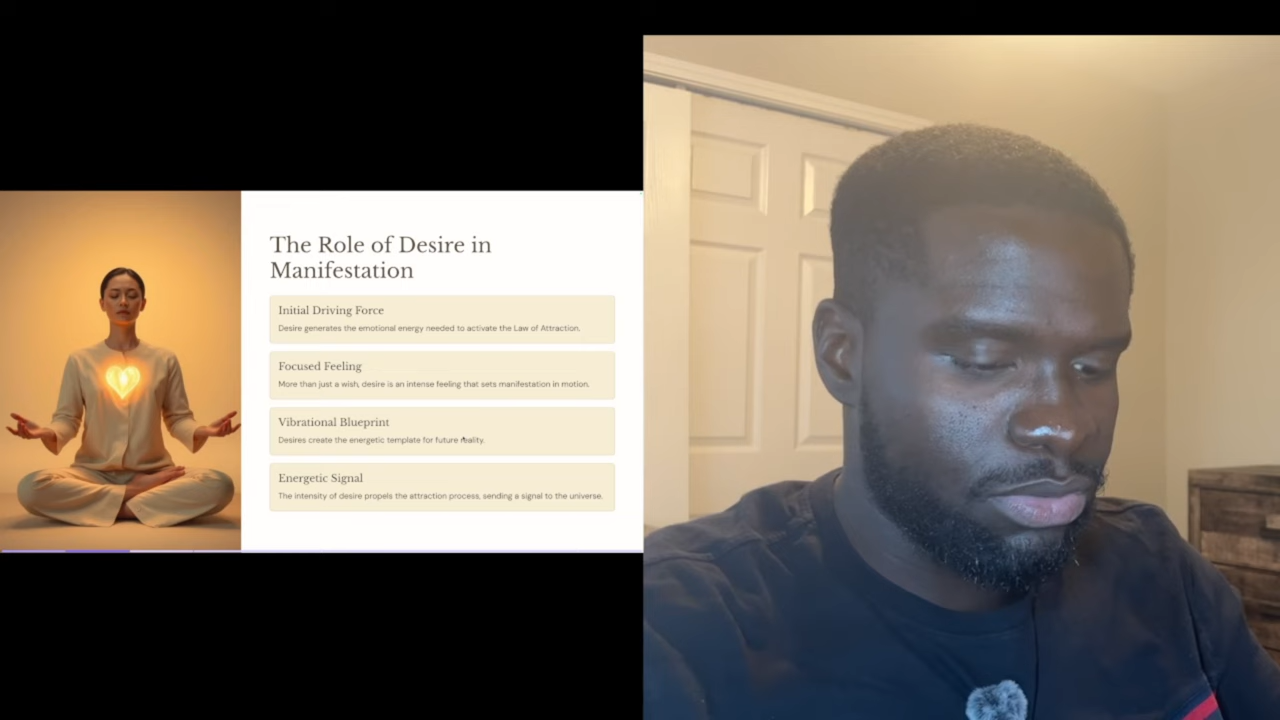 The Role of Desire in
Manifestation
Initial Driving Force
Desire generates the emotional energy needed to activate the Law of Attraction.
Focused Feeling
More than just a wish, desire is an intense feeling that sets manifestation in motion.
Vibrational Blueprint
Desires create the energetic template for future reality.
Energetic Signal
The intensity of desire propels the attraction process, sending a signal to the universe.